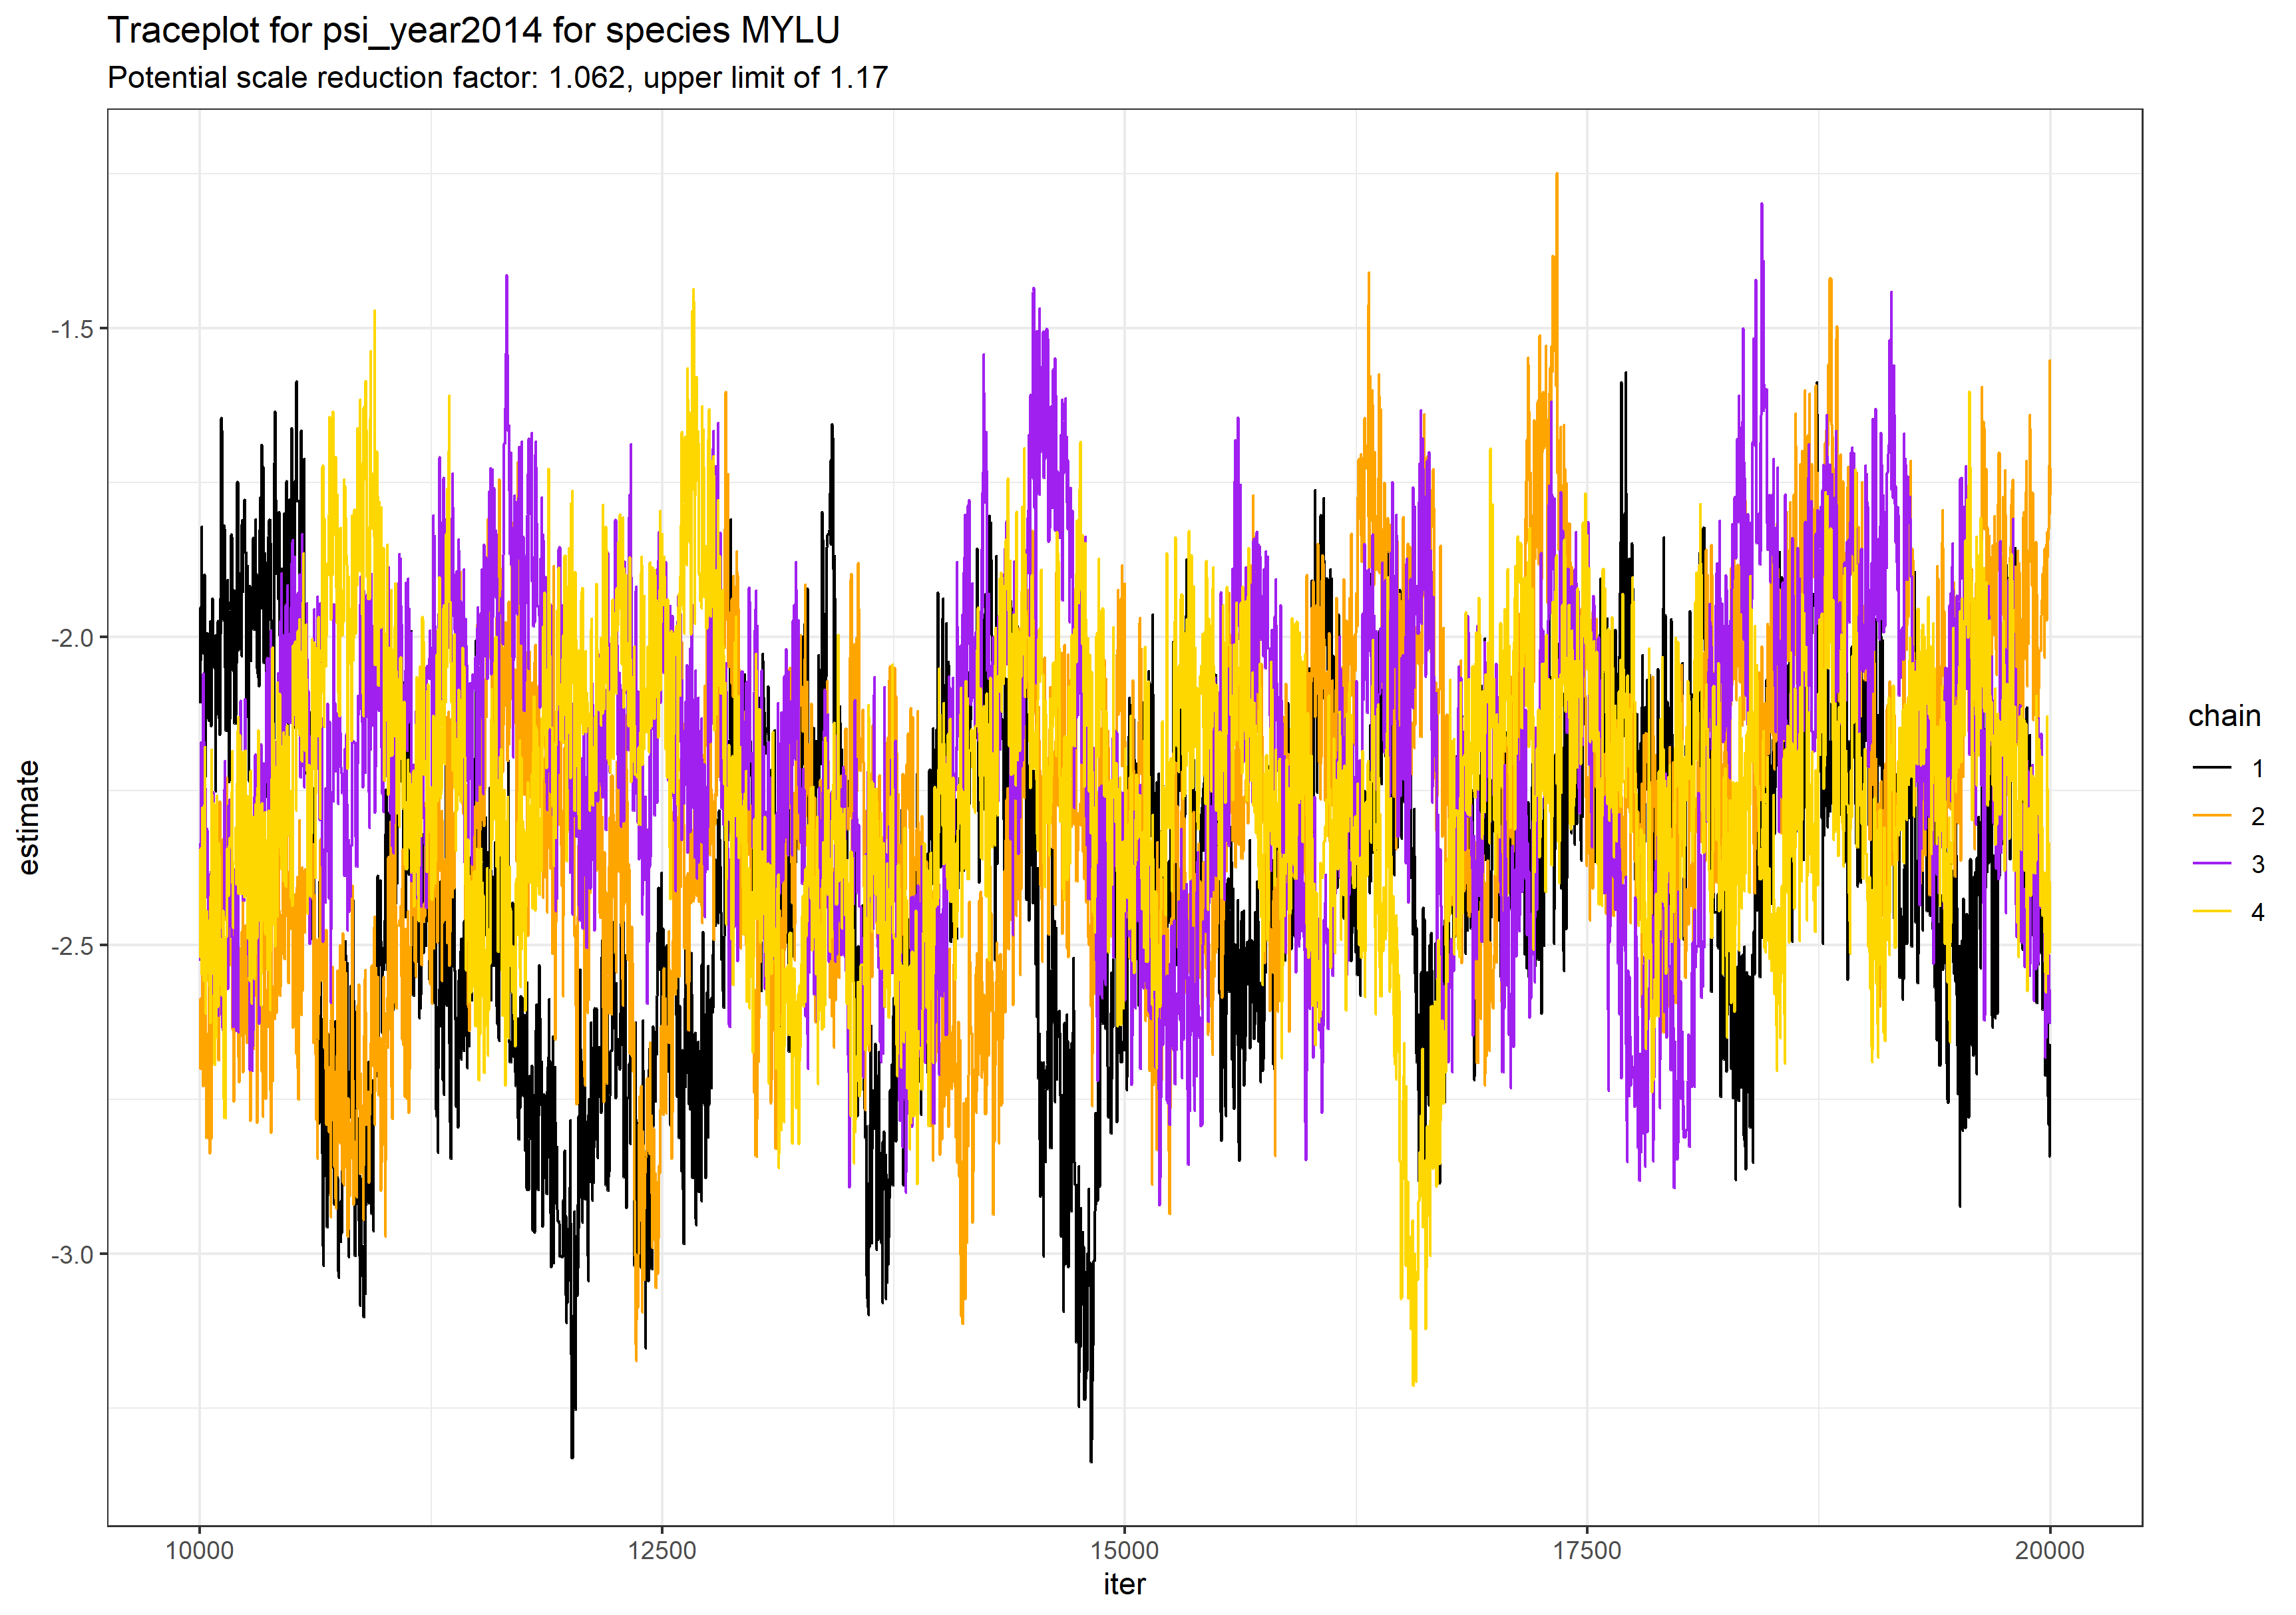 Traceplot for psi_year2014 for species MYLU
Potential scale reduction factor: 1.062, upper limit of 1.17
estimate
-1.5
-2.0
-2.5
-3.0
10000
12500
15000
17500
20000
iter
chain
1
2
3
4